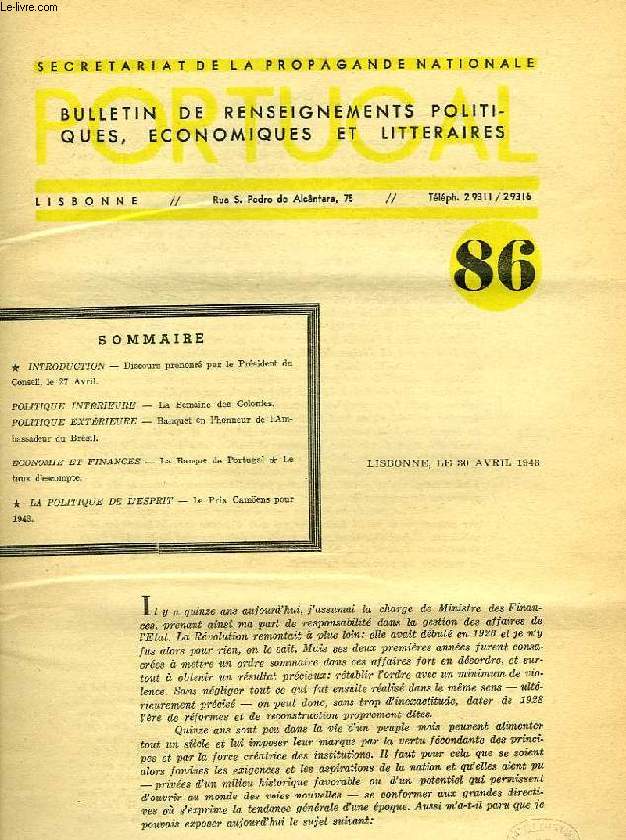 Le-livre.com
SECRETARIAT DE LA PROPAGANDE NATIONALE
PORTUGAL
BULLETIN DE RENSEIGNEMENTS POLITI-
QUES, ECONOMIQUES ET LITTERAIRES
LISBONNE // Rua S. Pedro de Alcântara, 75 // Téléph. 2 9311 / 2 9316
86
SOMMAIRE
★ INTRODUCTION — Discours prononcé par le Président du
Conseil, le 27 Avril.
POLITIQUE INTÉRIEURE — La Semaine des Colonies.
POLITIQUE EXTÉRIEURE — Banquet en l'honneur de l'Am-
bassadeur du Brésil.
ECONOMIE ET FINANCES — La Banque de Portugal ★ Le
taux d'escompte.
★ LA POLITIQUE DE L'ESPRIT — Le Prix Camöens pour
1943.
LISBONNE, LE 30 AVRIL 1943
Il y a quinze ans aujourd'hui, j'assumai la charge de Ministre des Finan-
ces, prenant ainsi ma part de responsabilité dans la gestion des affaires de
l'Etat. La Révolution remontait à plus loin: elle avait débuté en 1926 et je n'y
fus alors pour rien, on le sait. Mais ses deux premières années furent consa-
crées à mettre un ordre sommaire dans ces affaires fort en désordre, et sur-
tout à obtenir un résultat précieux: rétablir l'ordre avec un minimum de vio-
lence. Sans négliger tout ce qui fut ensuite réalisé dans le même sens — ulté-
rieurement précisé — on peut donc, sans trop d'inexactitude, dater de 1928
l'ère de réformes et de reconstruction proprement dites.
Quinze ans sont peu dans la vie d'un peuple mais peuvent alimenter
tout un siècle et lui imposer leur marque par la vertu fécondante des princi-
pes et par la force créatrice des institutions. Il faut pour cela que se soient
alors fondues les exigences et les aspirations de la nation et qu'elles aient pu
— privées d'un milieu historique favorable ou d'un potentiel qui permissent
d'ouvrir au monde des voies nouvelles — se conformer aux grandes directi-
ves où s'exprime la tendance générale d'une époque. Aussi m'a-t-il paru que je
pouvais exposer aujourd'hui le sujet suivant: